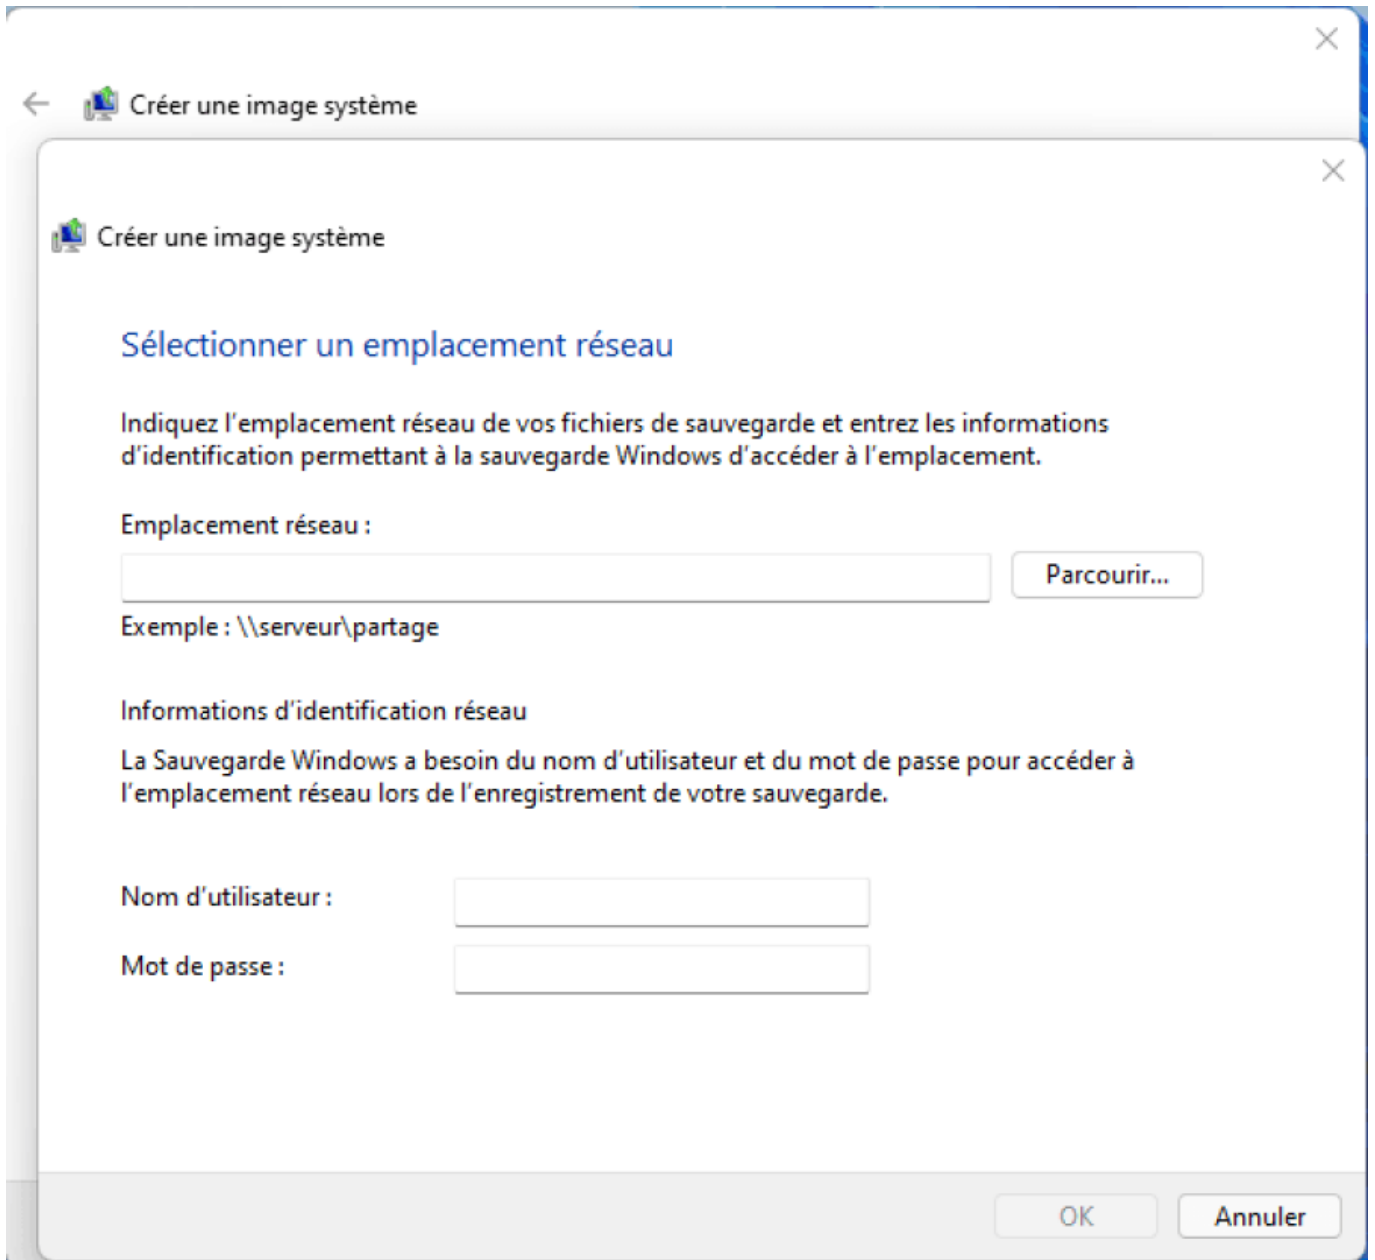 Créer une image système
Créer une image système
Sélectionner un emplacement réseau
Indiquez l'emplacement réseau de vos fichiers de sauvegarde et entrez les informations
d'identification permettant à la sauvegarde Windows d'accéder à l'emplacement.
Emplacement réseau :
Parcourir...
Exemple : \\serveur\partage
Informations d'identification réseau
La Sauvegarde Windows a besoin du nom d'utilisateur et du mot de passe pour accéder à
l'emplacement réseau lors de l'enregistrement de votre sauvegarde.
Nom d'utilisateur :
Mot de passe :
OK Annuler